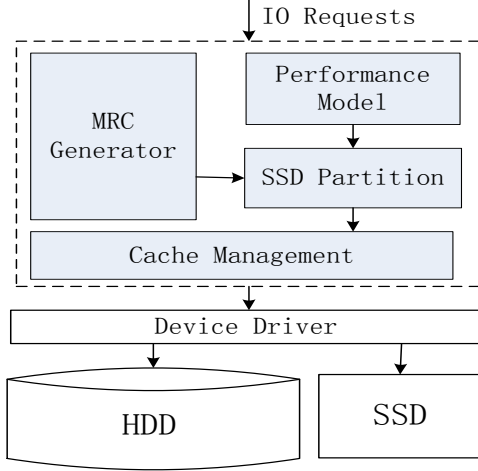 IO Requests
Performance
Model
MRC
Generator
SSD Partition
Cache Management
Device Driver
HDD
SSD